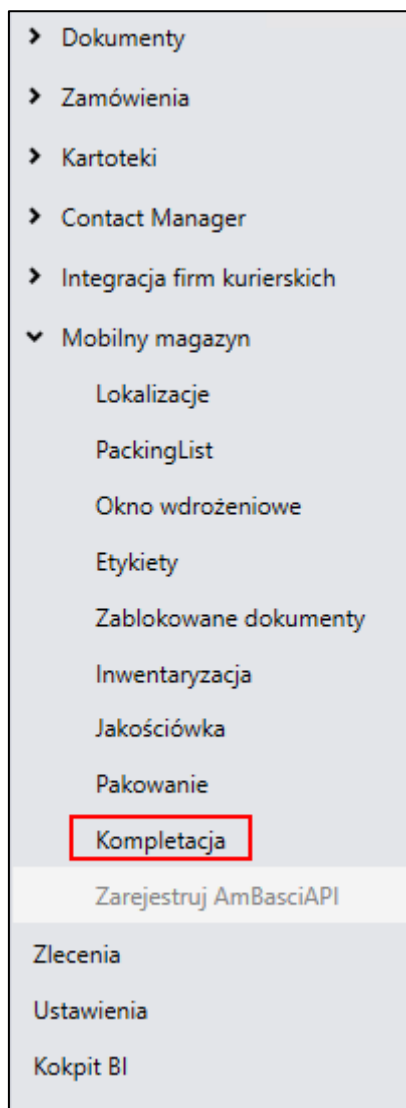 Dokumenty
Zamówienia
Kartoteki
Contact Manager
Integracja firm kurierskich
Mobilny magazyn
Lokalizacje
PackingList
Okno wdrożeniowe
Etykiety
Zablokowane dokumenty
Inwentaryzacja
Jakościówka
Pakowanie
Kompletacja
Zarejestruj AmBasciAPI
Zlecenia
Ustawienia
Kokpit BI